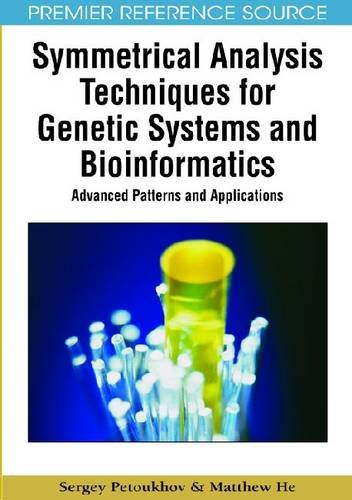 PREMIER REFERENCE SOURCE
Symmetrical Analysis
Techniques for
Genetic Systems and
Bioinformatics
Advanced Patterns and Applications
Sergey Petoukhov & Matthew He